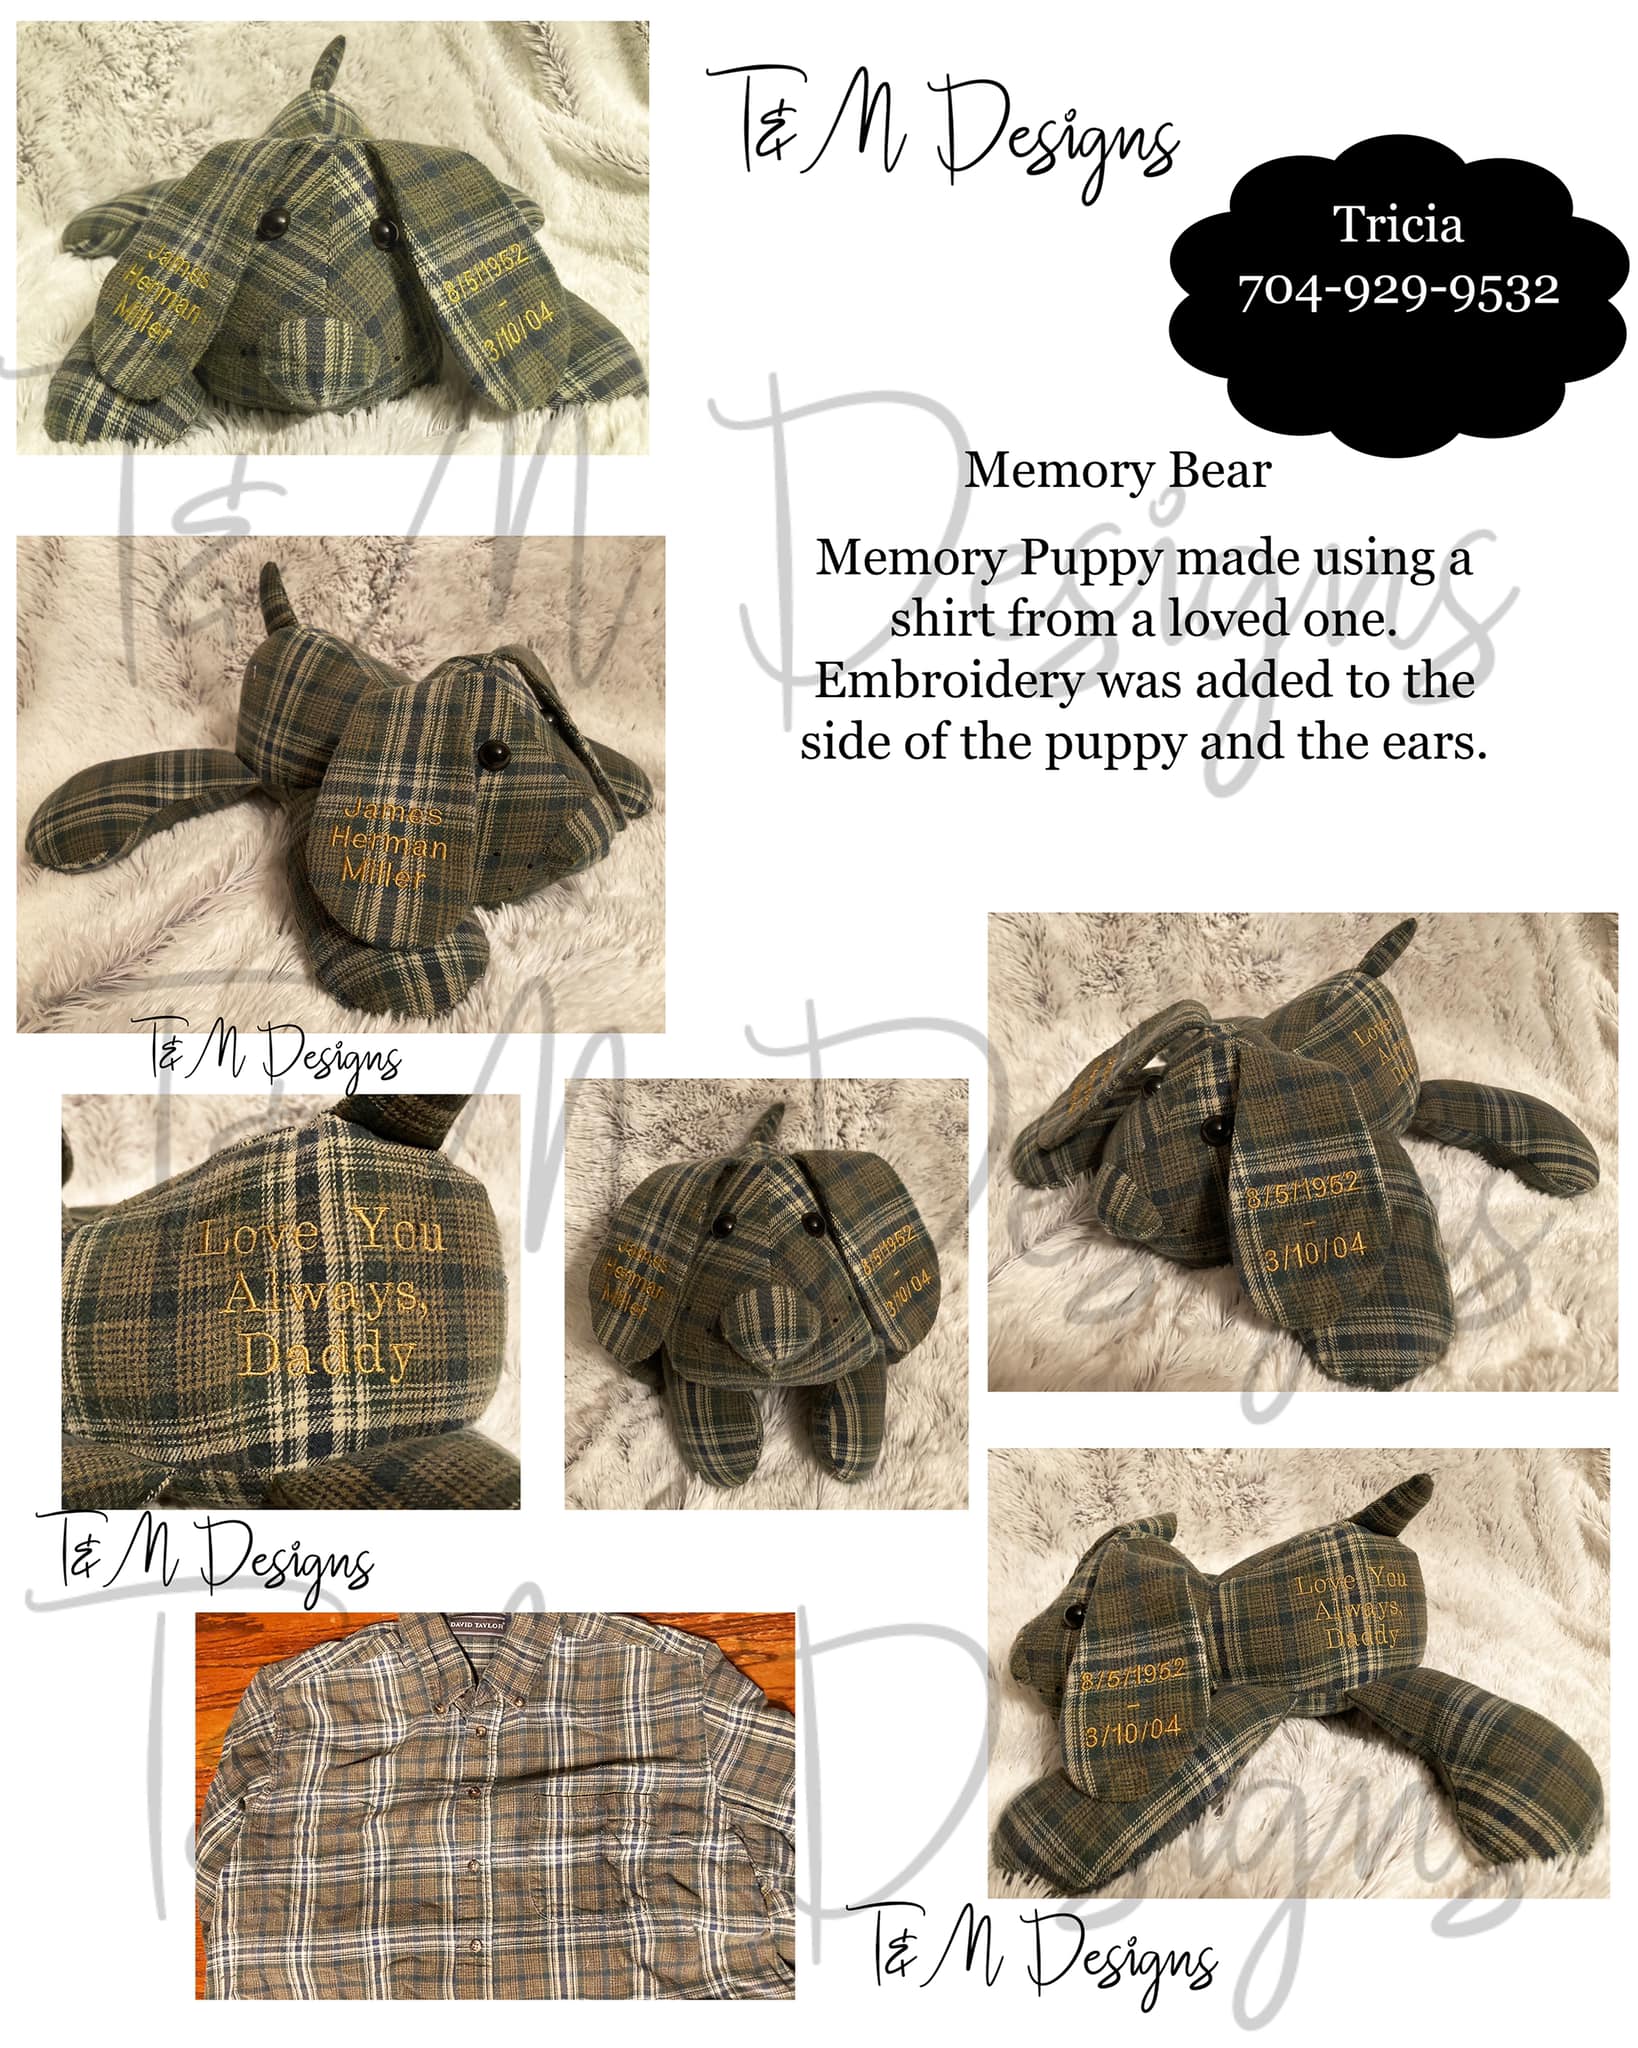 T&M Designs
Tricia
704-929-9532
Memory Bear
Memory Puppy made using a
shirt from a loved one.
Embroidery was added to the
side of the puppy and the ears.
James
Herman
Miller
8/5/1952
-
3/10/04
James
Herman
Miller
T&M Designs
Love You
Always,
Daddy
James
Herman
Miller
8/5/1952
-
3/10/04
Love
8/5/1952
-
3/10/04
T&M Designs
DAVID TAYLOR
Love You
Always,
Daddy
8/5/1952
-
3/10/04
T&M Designs
T&M Designs
T&M Designs
T&M Designs